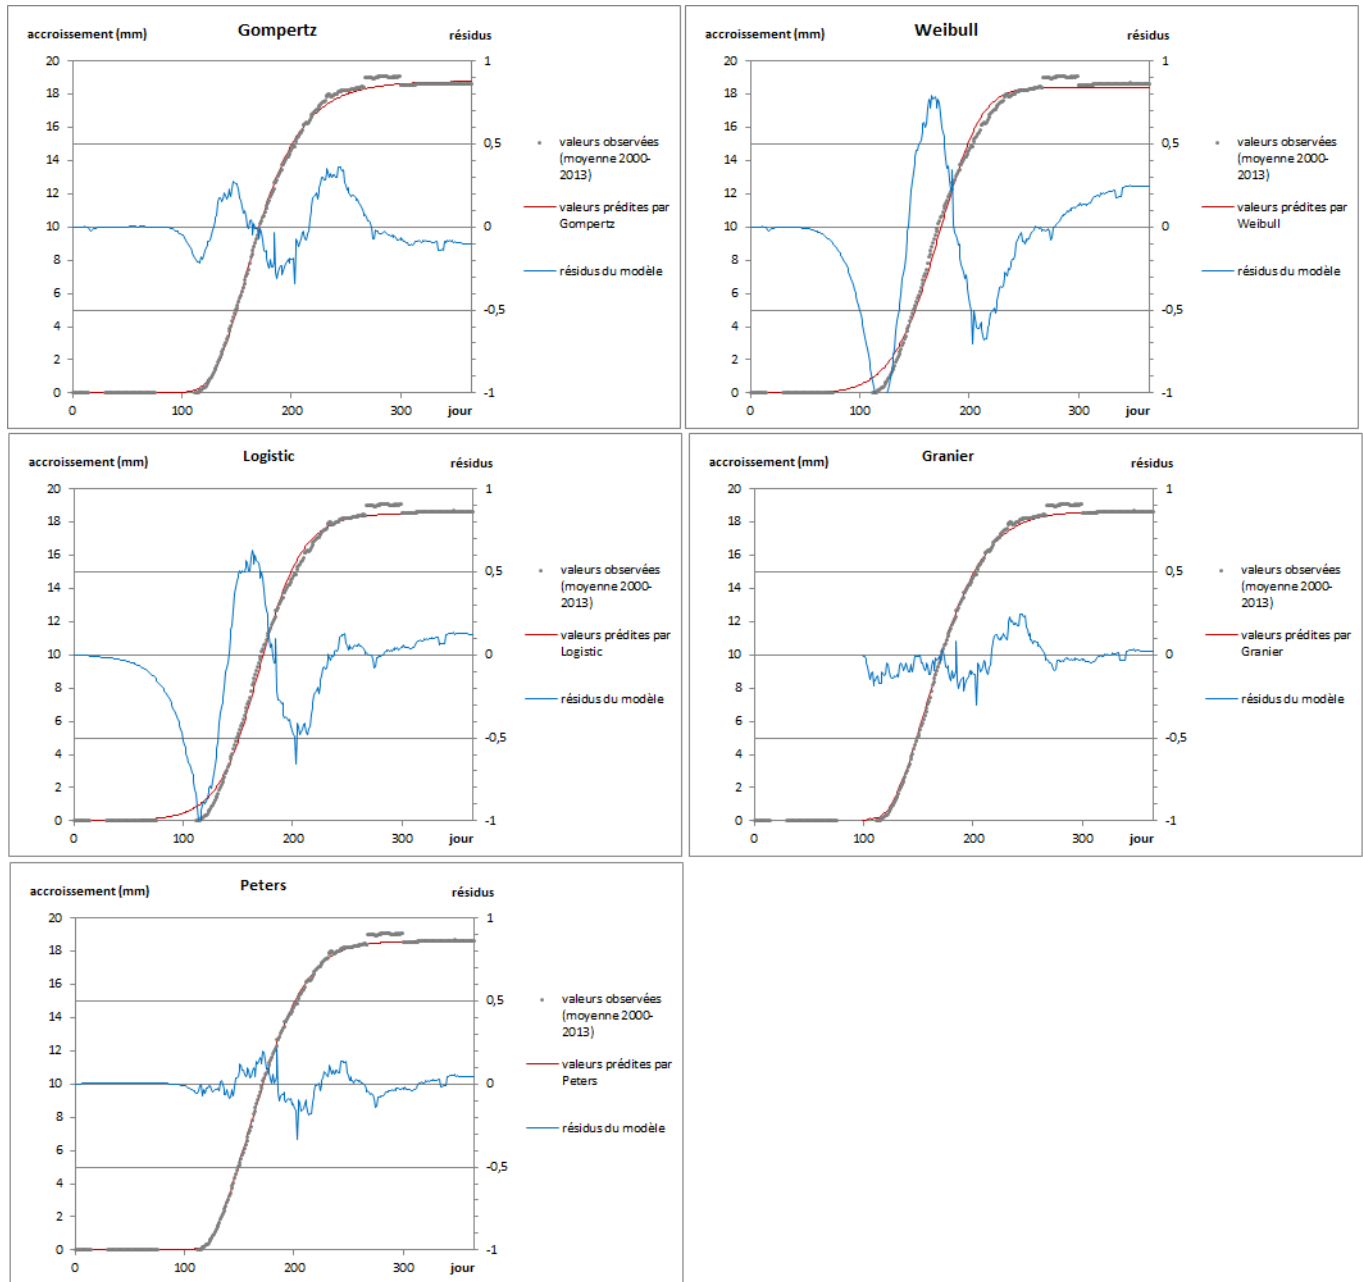 Gompertz
accroissement (mm)
résidus
20
18
16
14
12
10
8
6
4
2
0
1
0,5
0
-0,5
-1
0
100
200
300
jour
valeurs observées
(moyenne 2000-
2013)
valeurs prédites par
Gompertz
résidus du modèle
Weibull
accroissement (mm)
résidus
20
18
16
14
12
10
8
6
4
2
0
1
0,5
0
-0,5
-1
0
100
200
300
jour
valeurs observées
(moyenne 2000-
2013)
valeurs prédites par
Weibull
résidus du modèle
Logistic
accroissement (mm)
résidus
20
18
16
14
12
10
8
6
4
2
0
1
0,5
0
-0,5
-1
0
100
200
300
jour
valeurs observées
(moyenne 2000-
2013)
valeurs prédites par
Logistic
résidus du modèle
Granier
accroissement (mm)
résidus
20
18
16
14
12
10
8
6
4
2
0
1
0,5
0
-0,5
-1
0
100
200
300
jour
valeurs observées
(moyenne 2000-
2013)
valeurs prédites par
Granier
résidus du modèle
Peters
accroissement (mm)
résidus
20
18
16
14
12
10
8
6
4
2
0
1
0,5
0
-0,5
-1
0
100
200
300
jour
valeurs observées
(moyenne 2000-
2013)
valeurs prédites par
Peters
résidus du modèle